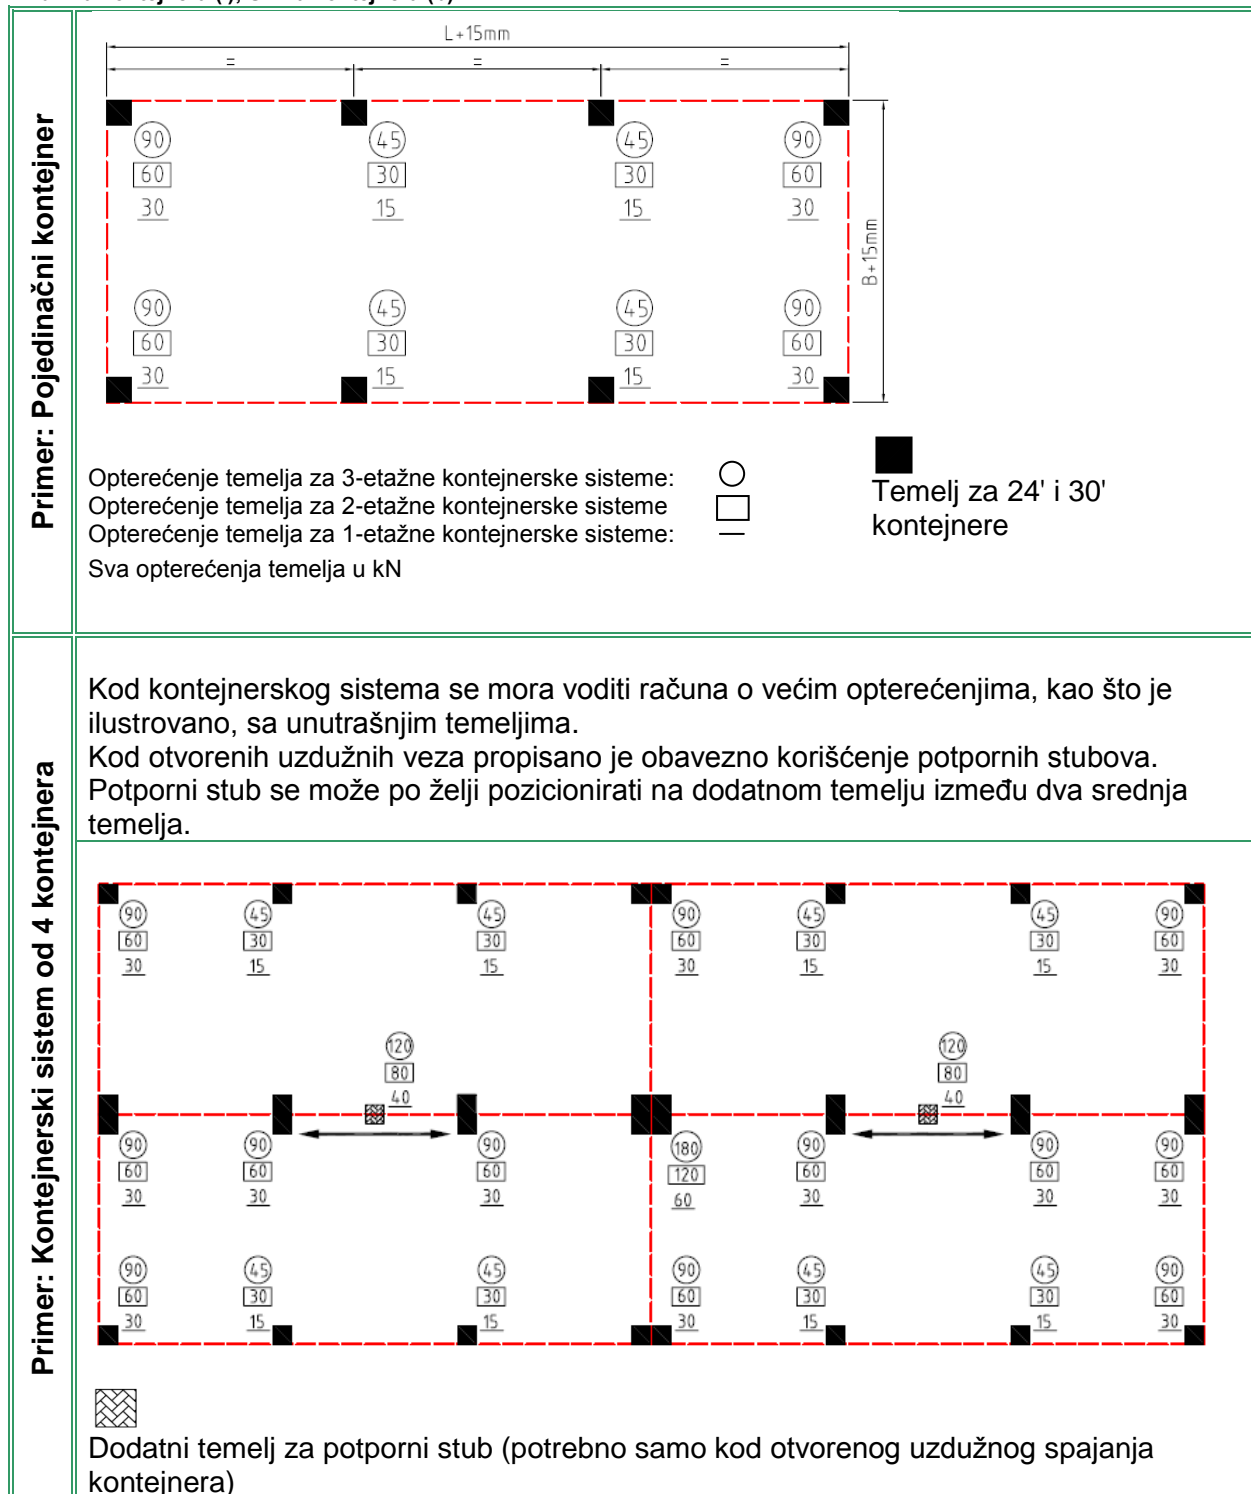 L+15mm
= = =
90 45 45 90
60 30 30 60
30 15 15 30
B+15mm
90 45 45 90
60 30 30 60
30 15 15 30
Primer: Pojedinačni kontejner
Opterećenje temelja za 3-etažne kontejnerske sisteme:
Opterećenje temelja za 2-etažne kontejnerske sisteme
Opterećenje temelja za 1-etažne kontejnerske sisteme:
Sva opterećenja temelja u kN
Temelj za 24' i 30'
kontejnere
Primer: Kontejnerski sistem od 4 kontejnera
Kod kontejnerskog sistema se mora voditi računa o većim opterećenjima, kao što je
ilustrovano, sa unutrašnjim temeljima.
Kod otvorenih uzdužnih veza propisano je obavezno korišćenje potpornih stubova.
Potporni stub se može po želji pozicionirati na dodatnom temelju između dva srednja
temelja.
90 45 45 90 45 45 90
60 30 30 60 30 30 60
30 15 15 30 15 15 30
120 120
80 80
40 40
90 90 90 180 90 90 90
60 60 60 120 60 60 60
30 30 30 60 30 30 30
90 45 45 90 45 45 90
60 30 30 60 30 30 60
30 15 15 30 15 15 30
Dodatni temelj za potporni stub (potrebno samo kod otvorenog uzdužnog spajanja
kontejnera)